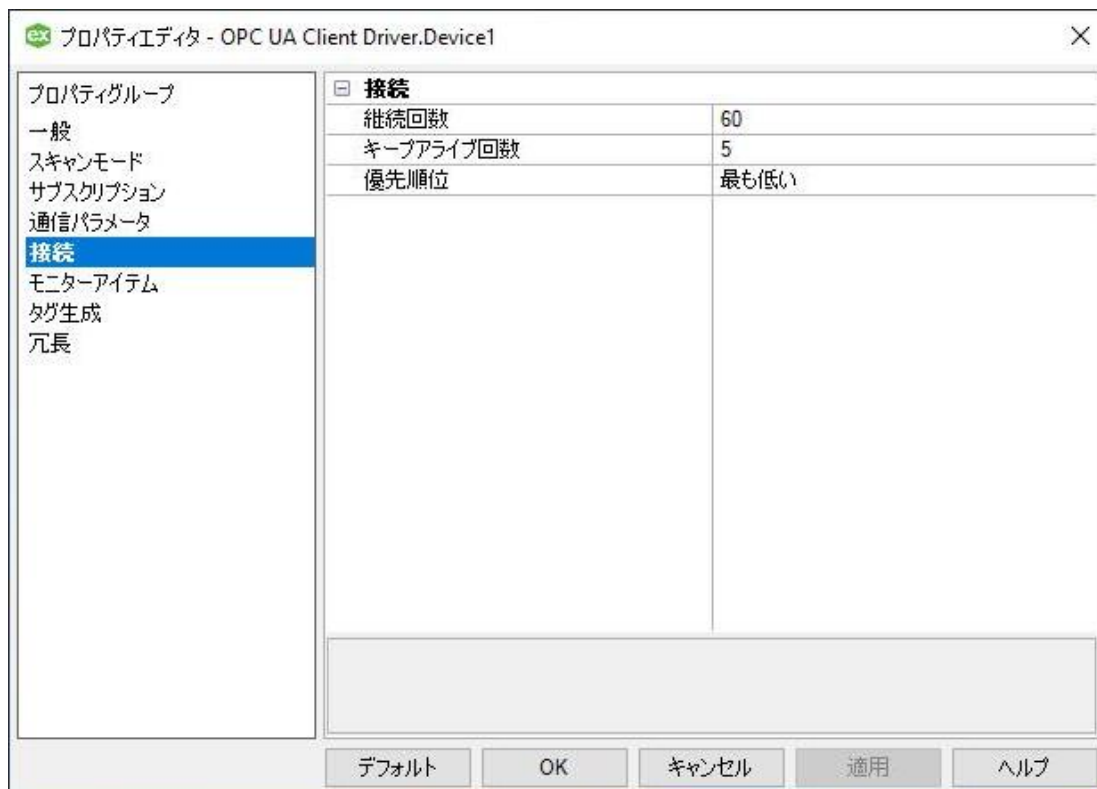 ex プロパティエディタ - OPC UA Client Driver.Device1
プロパティグループ
一般
スキャンモード
サブスクリプション
通信パラメータ
接続
モニターアイテム
タグ生成
冗長
接続
継続回数 60
キープアライブ回数 5
優先順位 最も低い
デフォルト OK キャンセル 適用 ヘルプ